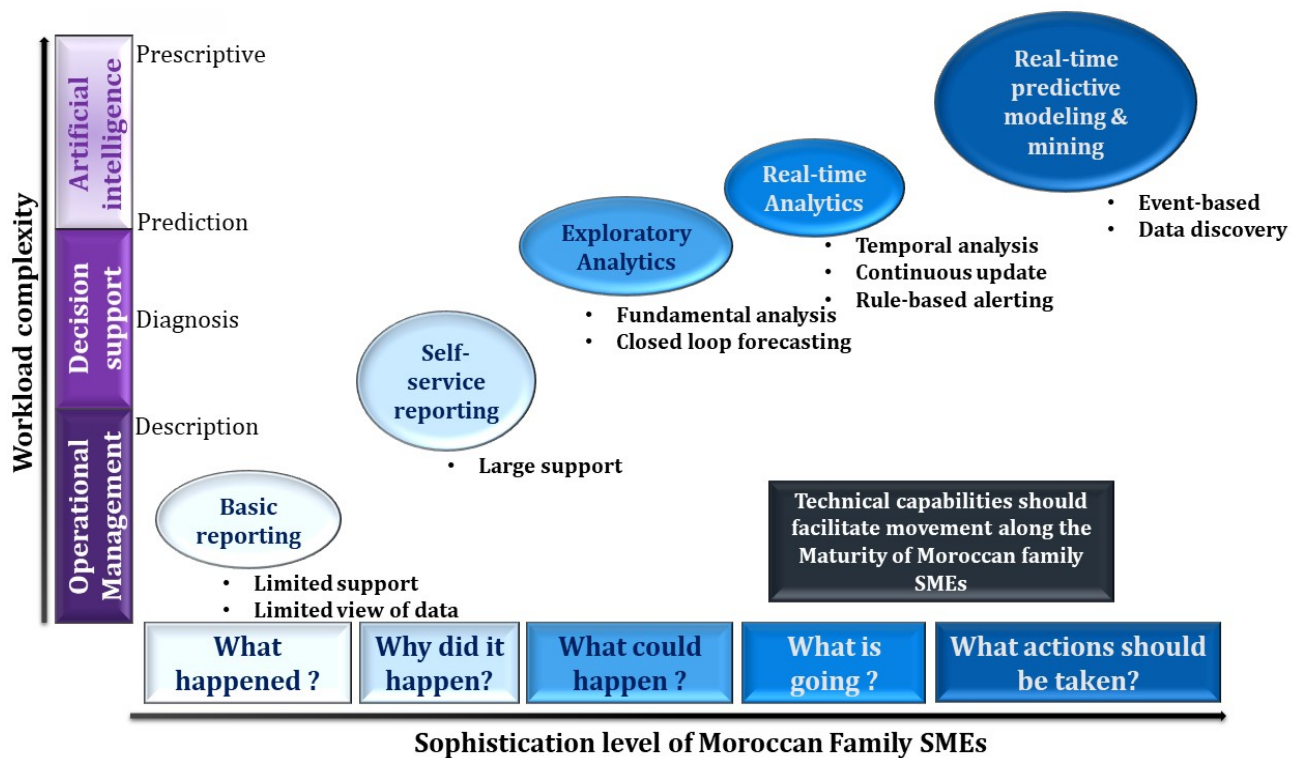 Workload complexity
Artificial
intelligence
Decision
support
Operational
Management
Prescriptive
Prediction
Diagnosis
Description
Basic
reporting
• Limited support
• Limited view of data
Self-
service
reporting
• Large support
Exploratory
Analytics
• Fundamental analysis
• Closed loop forecasting
Real-time
Analytics
• Temporal analysis
• Continuous update
• Rule-based alerting
Real-time
predictive
modeling &
mining
• Event-based
• Data discovery
Technical capabilities should
facilitate movement along the
Maturity of Moroccan family
SMEs
What
happened ?
Why did it
happen?
What could
happen ?
What is
going ?
What actions should
be taken?
Sophistication level of Moroccan Family SMEs